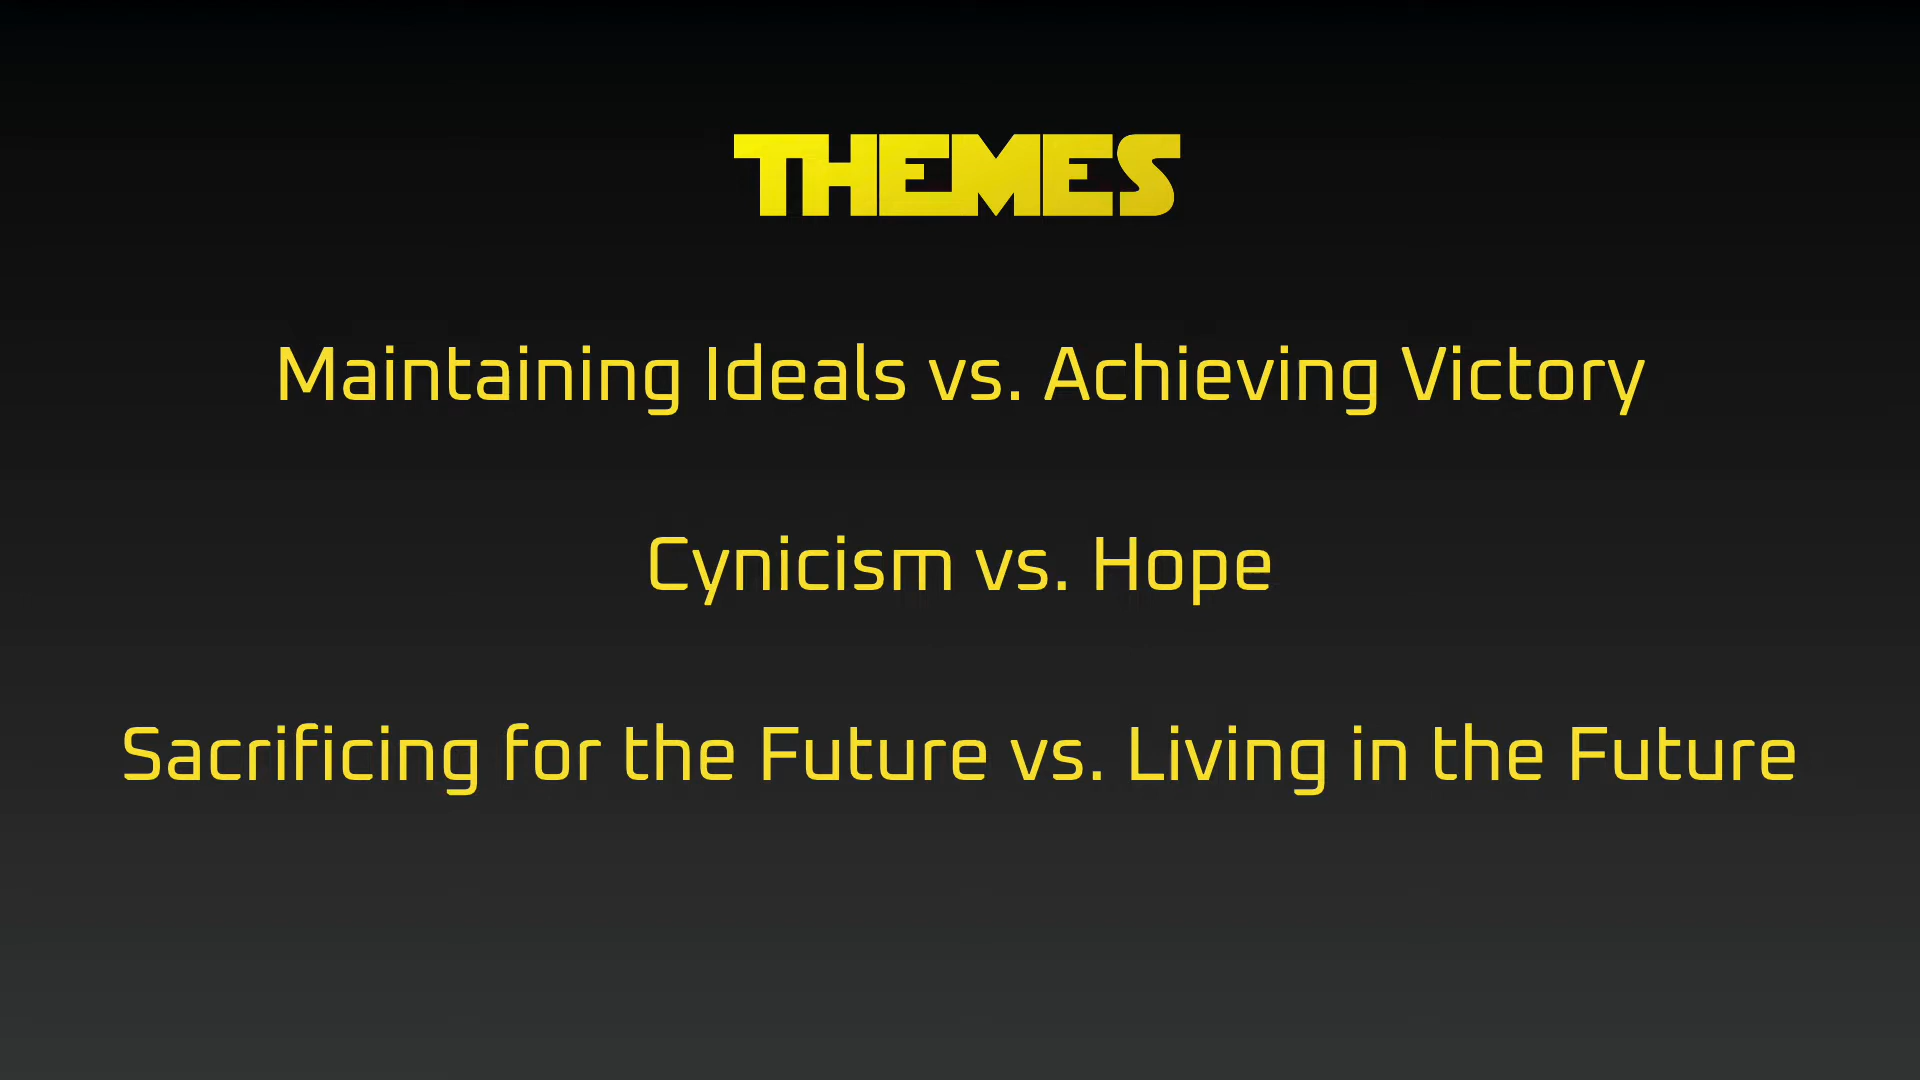 THEMES
Maintaining Ideals vs. Achieving Victory
Cynicism vs. Hope
Sacrificing for the Future vs. Living in the Future